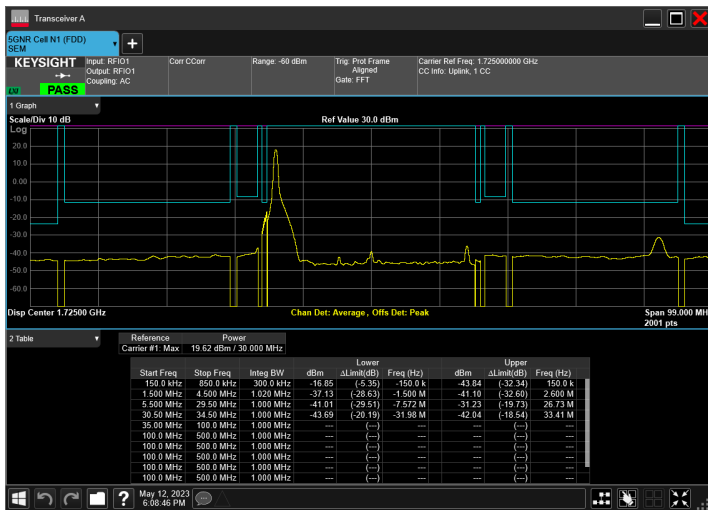 Transceiver A
5GNR Cell N1 (FDD)
SEM
KEYSIGHT
PASS
Input: RFIO1
Output: RFIO1
Coupling: AC
Corr CCorr
Range: -60 dBm
Trig: Prot Frame
Aligned
Gate: FFT
Carrier Ref Freq: 1.725000000 GHz
CC Info: Uplink, 1 CC
1 Graph
Scale/Div 10 dB
Ref Value 30.0 dBm
Log
20.0
10.0
0.00
-10.0
-20.0
-30.0
-40.0
-50.0
-60.0
Disp Center 1.72500 GHz
Chan Det: Average, Offs Det: Peak
Span 99.000 MH
2001 pts
2 Table
Reference Power
Carrier #1: Max 19.62 dBm / 30.000 MHz
Lower Upper
Start Freq Stop Freq Integ BW dBm ΔLimit(dB) Freq (Hz) dBm ΔLimit(dB) Freq (Hz)
150.0 kHz 850.0 kHz 300.0 kHz -16.85 (-5.35) -150.0 k -43.84 (-32.34) 150.0 k
1.500 MHz 4.500 MHz 1.020 MHz -37.13 (-28.63) -1.500 M -41.10 (-32.60) 2.600 M
5.500 MHz 29.50 MHz 1.000 MHz -41.01 (-29.51) -7.572 M -31.23 (-19.73) 26.73 M
30.50 MHz 34.50 MHz 1.000 MHz -43.69 (-20.19) -31.98 M -42.04 (-18.54) 33.41 M
35.00 MHz 100.0 MHz 1.000 MHz --- (---) --- --- (---) ---
100.0 MHz 500.0 MHz 1.000 MHz --- (---) --- --- (---) ---
100.0 MHz 500.0 MHz 1.000 MHz --- (---) --- --- (---) ---
100.0 MHz 500.0 MHz 1.000 MHz --- (---) --- --- (---) ---
100.0 MHz 500.0 MHz 1.000 MHz --- (---) --- --- (---) ---
100.0 MHz 500.0 MHz 1.000 MHz --- (---) --- --- (---) ---
May 12, 2023
6:08:46 PM